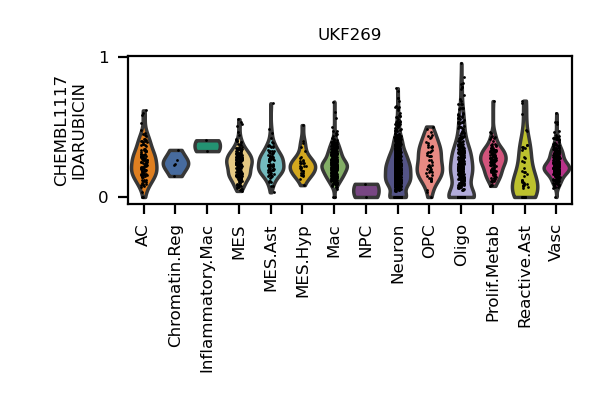 UKF269
CHEMBL1117
IDARUBICIN
1
0
AC
Chromatin.Reg
Inflammatory.Mac
MES
MES.Ast
MES.Hyp
Mac
NPC
Neuron
OPC
Oligo
Prolif.Metab
Reactive.Ast
Vasc